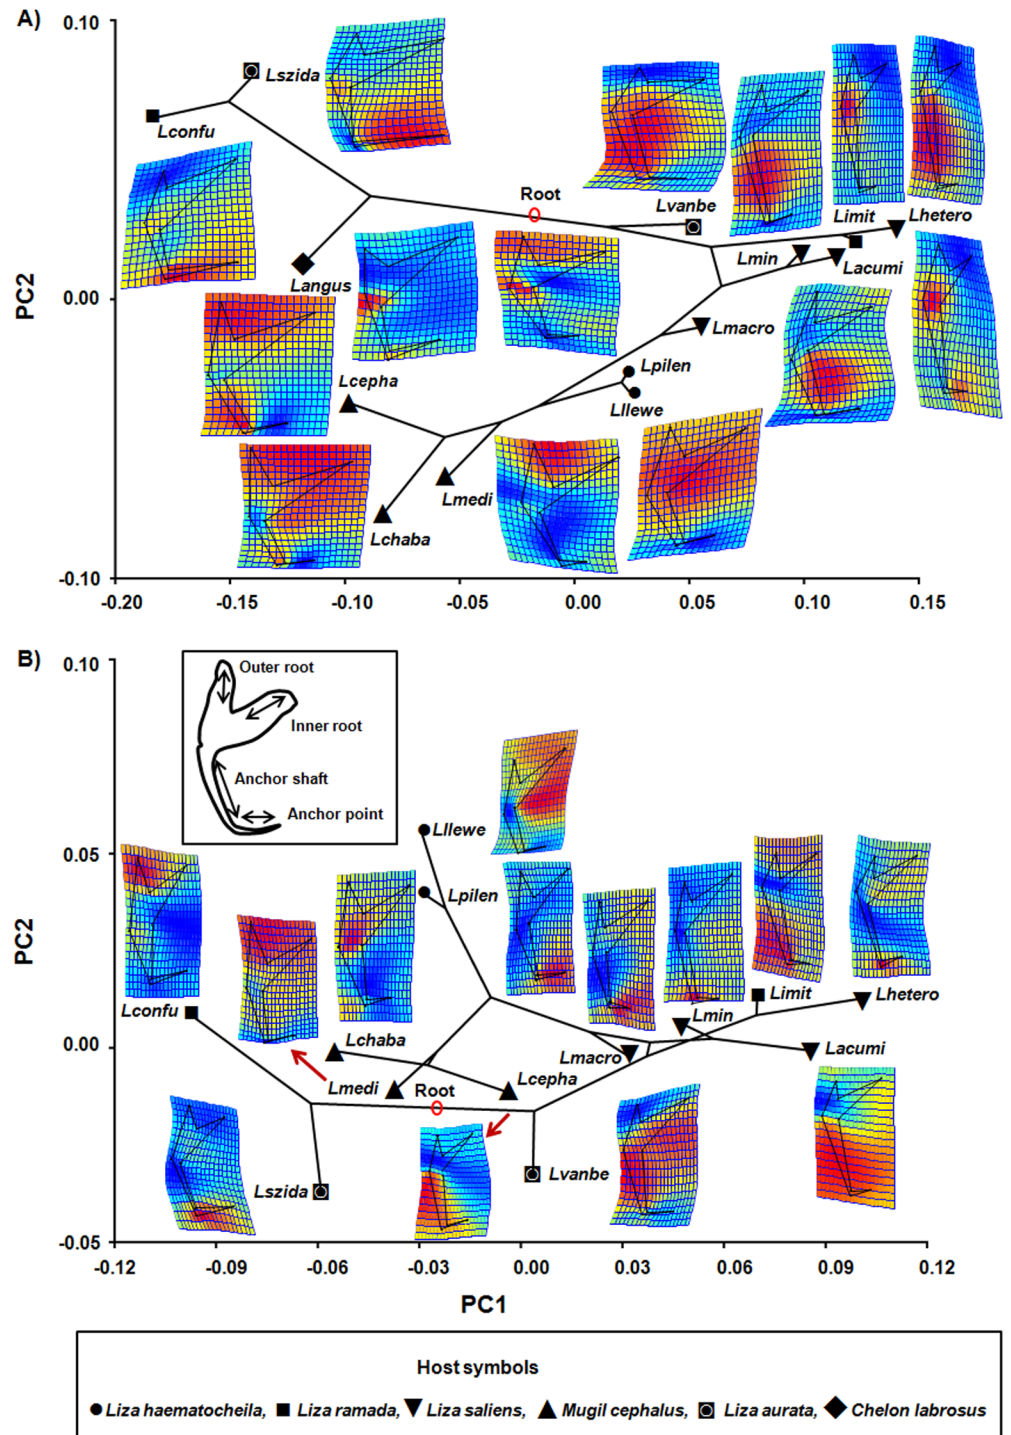 A)
0.10
Lszida
Lconfu
Root
Lvanbe
Limit
Lhetero
Lmin
Lacumi
Langus
PC2
0.00
Lmacro
Lcepha
Lpilen
Lllewe
Lmedi
Lchaba
-0.10
-0.20 -0.15 -0.10 -0.05 0.00 0.05 0.10 0.15
B)
0.10
Outer root
Inner root
Anchor shaft
Anchor point
0.05
Lllewe
Lpilen
PC2
Lconfu
Limit
Lhetero
Lmin
0.00
Lchaba
Lmacro
Lacumi
Lmedi
Root
Lcepha
Lszida
Lvanbe
-0.05
-0.12 -0.09 -0.06 -0.03 0.00 0.03 0.06 0.09 0.12
PC1
Host symbols
Liza haematocheila, Liza ramada, Liza saliens, Mugil cephalus, Liza aurata, Chelon labrosus